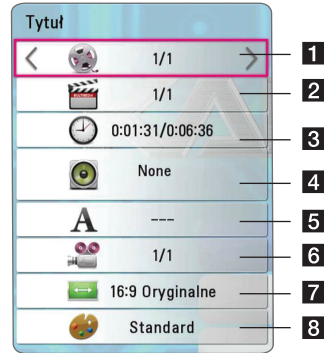 Tytuł
1/1 1
1/1 2
0:01:31/0:06:36 3
None 4
A --- 5
1/1 6
16:9 Oryginalne 7
Standard 8